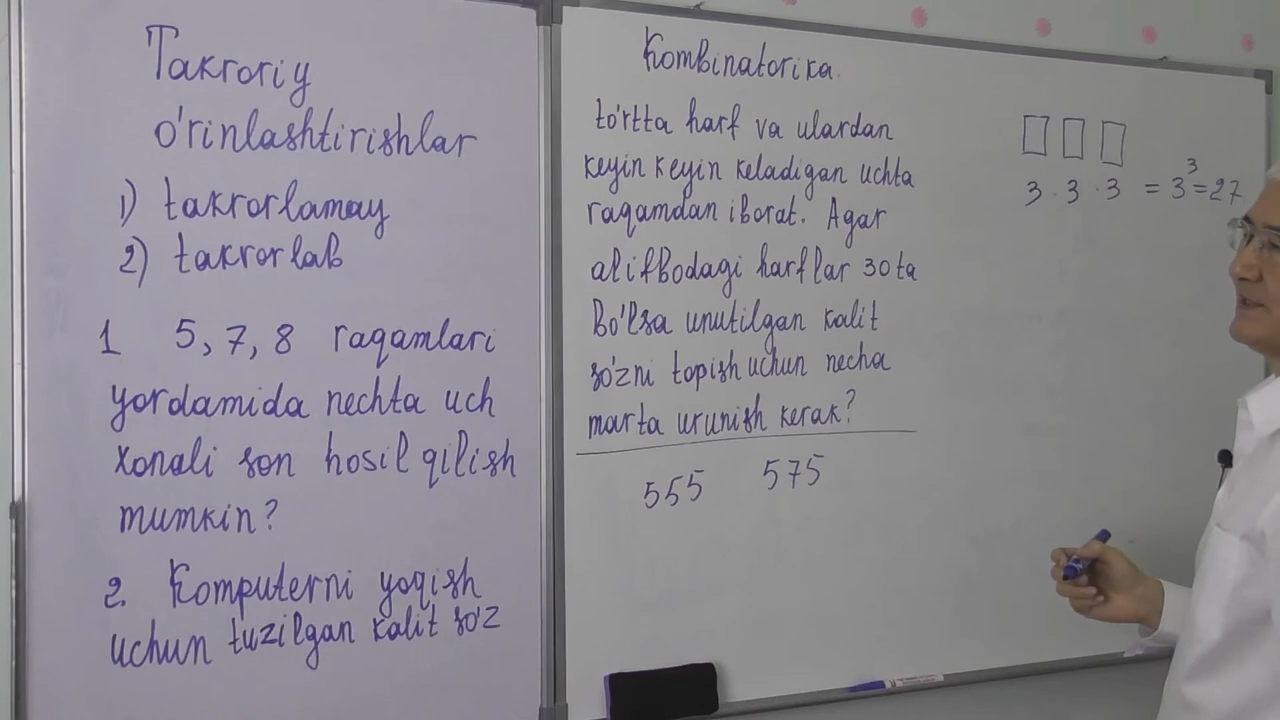 Takroriy
o'rinlashtirishlar
1) takrorlamay
2) takrorlab
1 5, 7, 8 raqamlari
yordamida nechta uch
xonali son hosil qilish
mumkin?
2. Komputerni yoqish
uchun tuzilgan kalit so'z
Kombinatorika.
to'rtta harf va ulardan
keyin keyin keladigan uchta
raqamdan iborat. Agar
alifbodagi harflar 30 ta
bo'lsa unutilgan kalit
so'zni topish uchun necha
marta urunish kerak?
555 575
3 · 3 · 3 = 3³ = 27